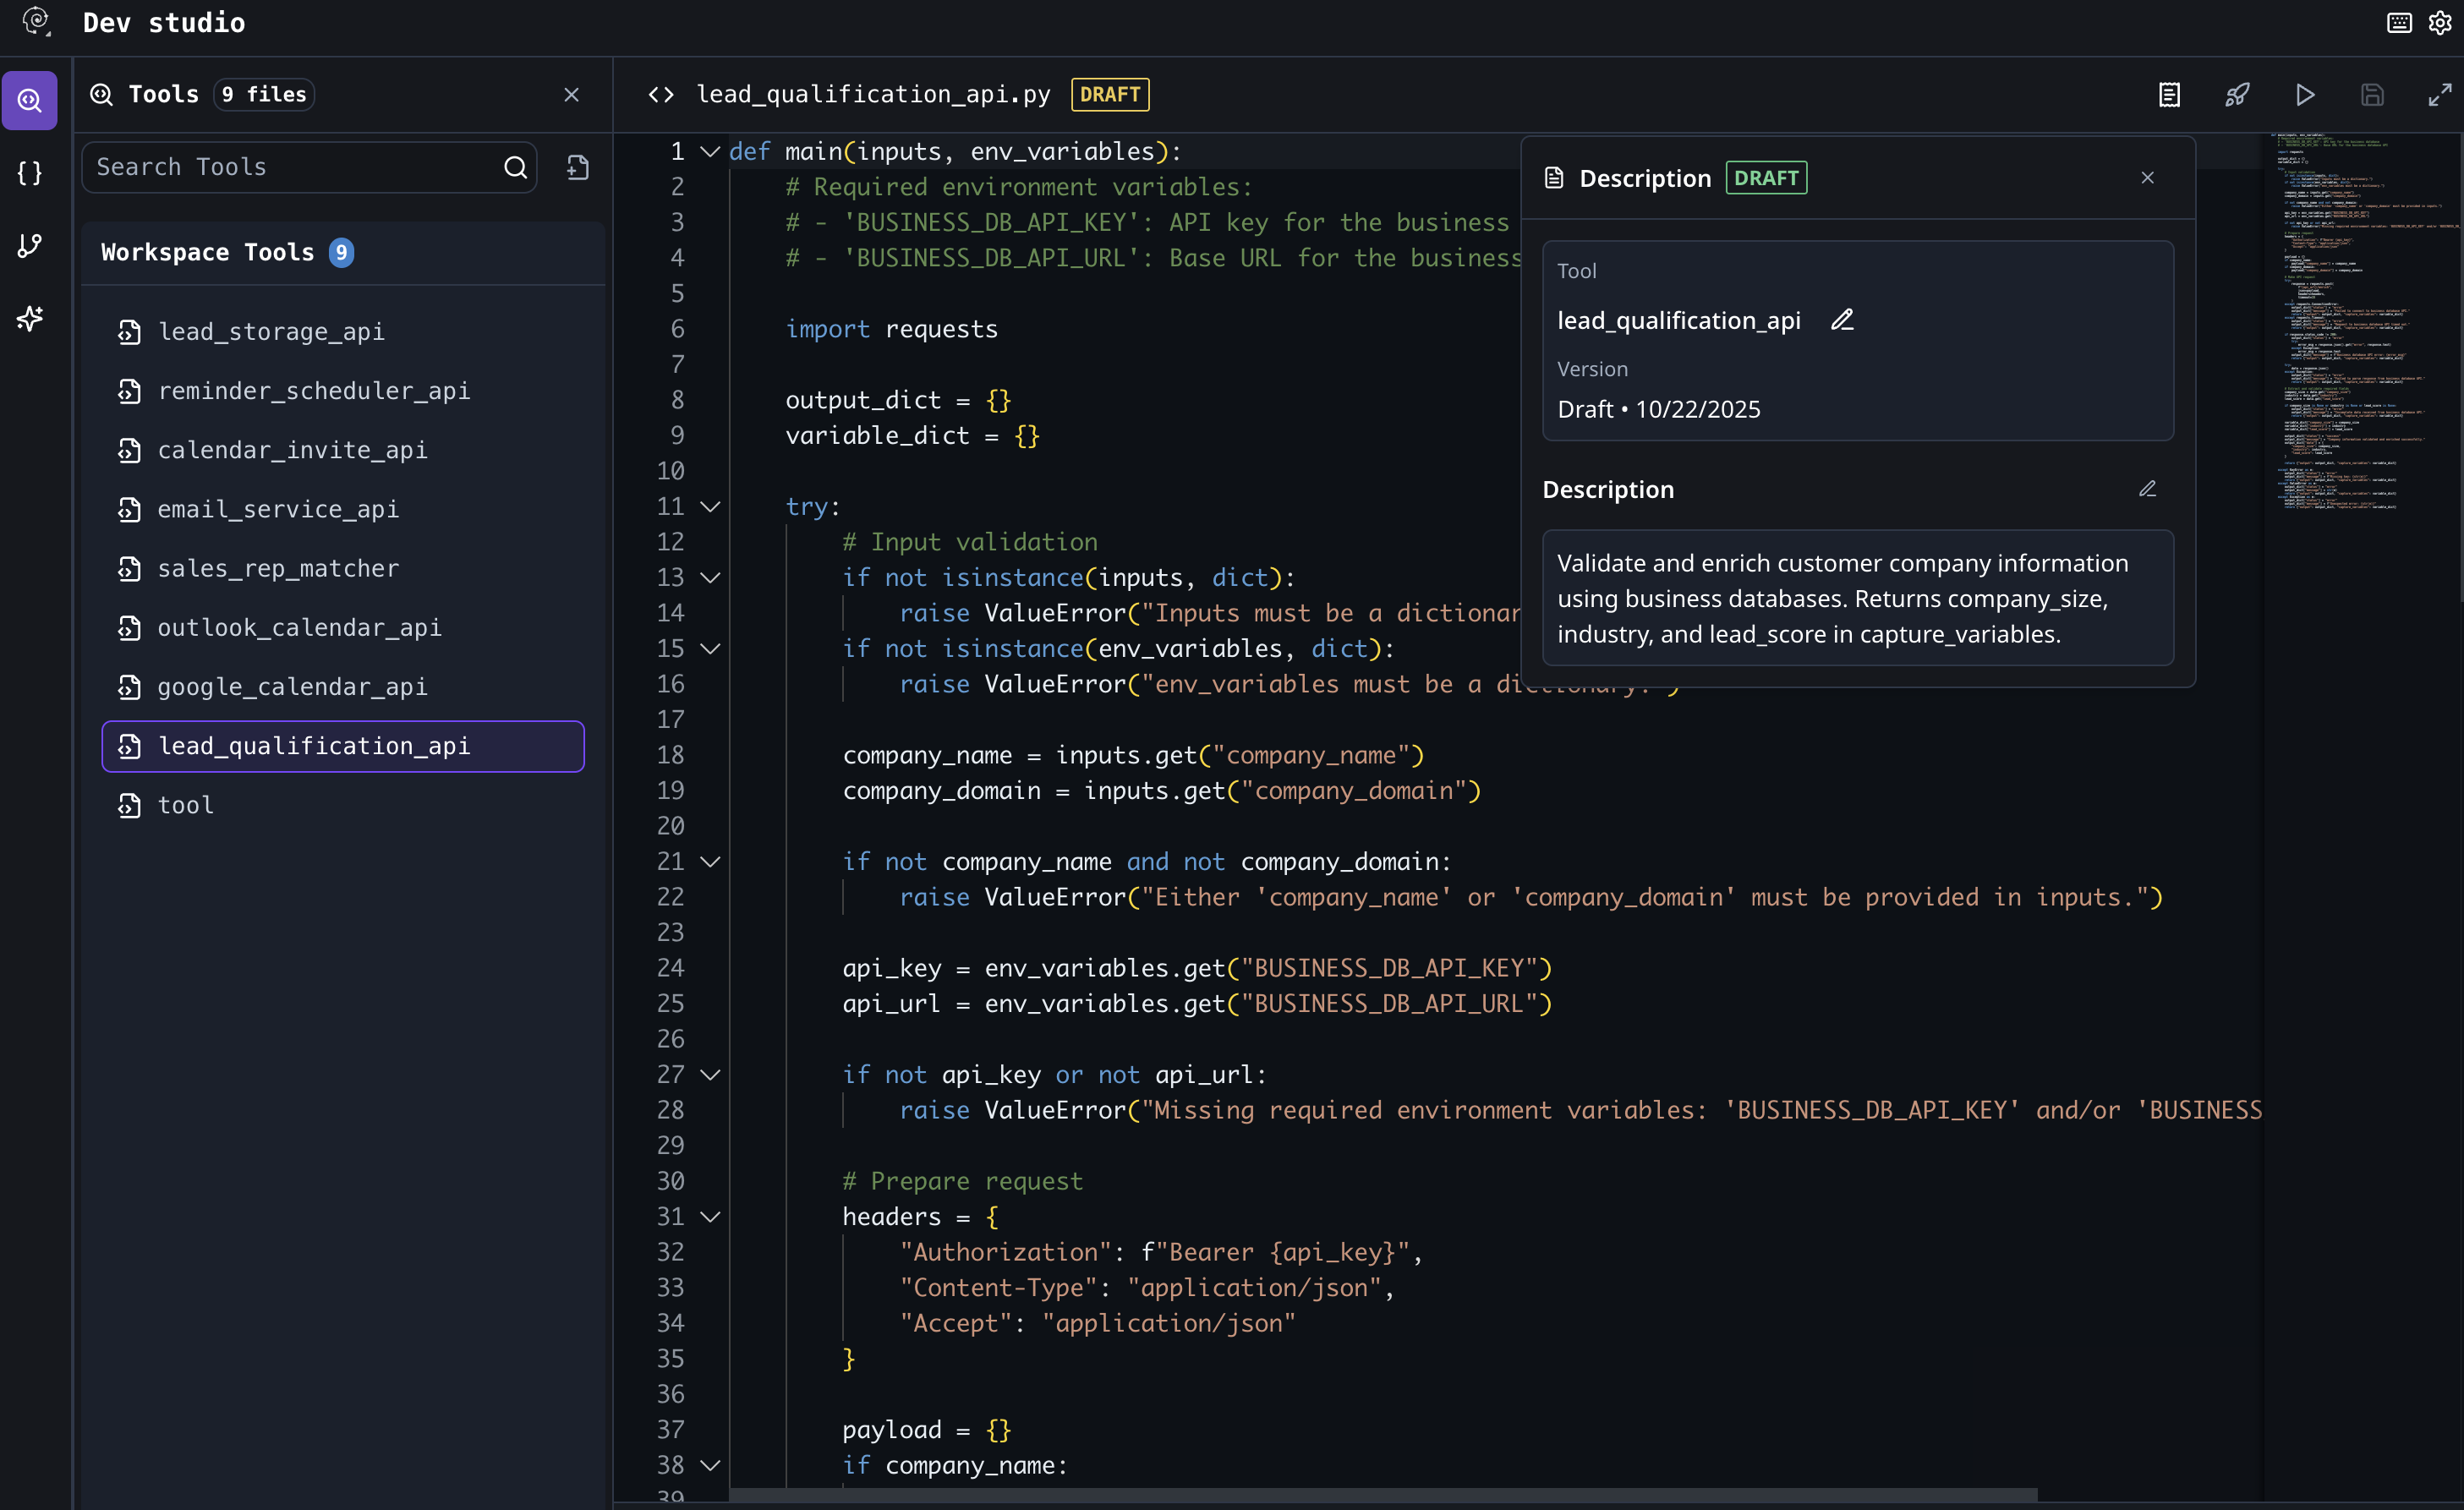 Dev studio
Tools 9 files
Search Tools
Workspace Tools 9
lead_storage_api
reminder_scheduler_api
calendar_invite_api
email_service_api
sales_rep_matcher
outlook_calendar_api
google_calendar_api
lead_qualification_api
tool
lead_qualification_api.py DRAFT
1 def main(inputs, env_variables):
2 # Required environment variables:
3 # - 'BUSINESS_DB_API_KEY': API key for the business
4 # - 'BUSINESS_DB_API_URL': Base URL for the business
5
6 import requests
7
8 output_dict = {}
9 variable_dict = {}
10
11 try:
12 # Input validation
13 if not isinstance(inputs, dict):
14 raise ValueError("Inputs must be a dictionar
15 if not isinstance(env_variables, dict):
16 raise ValueError("env_variables must be a dictionary.")
17
18 company_name = inputs.get("company_name")
19 company_domain = inputs.get("company_domain")
20
21 if not company_name and not company_domain:
22 raise ValueError("Either 'company_name' or 'company_domain' must be provided in inputs.")
23
24 api_key = env_variables.get("BUSINESS_DB_API_KEY")
25 api_url = env_variables.get("BUSINESS_DB_API_URL")
26
27 if not api_key or not api_url:
28 raise ValueError("Missing required environment variables: 'BUSINESS_DB_API_KEY' and/or 'BUSINESS
29
30 # Prepare request
31 headers = {
32 "Authorization": f"Bearer {api_key}",
33 "Content-Type": "application/json",
34 "Accept": "application/json"
35 }
36
37 payload = {}
38 if company_name:
39
Description DRAFT
Tool
lead_qualification_api
Version
Draft • 10/22/2025
Description
Validate and enrich customer company information
using business databases. Returns company_size,
industry, and lead_score in capture_variables.